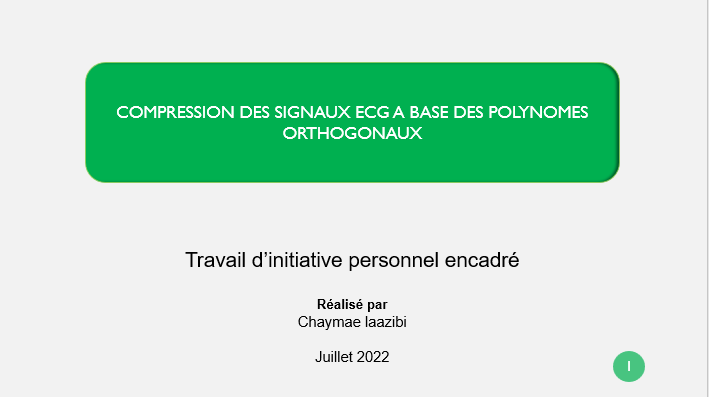 COMPRESSION DES SIGNAUX ECG A BASE DES POLYNOMES
ORTHOGONAUX
Travail d'initiative personnel encadré
Réalisé par
Chaymae laazibi
Juillet 2022
1